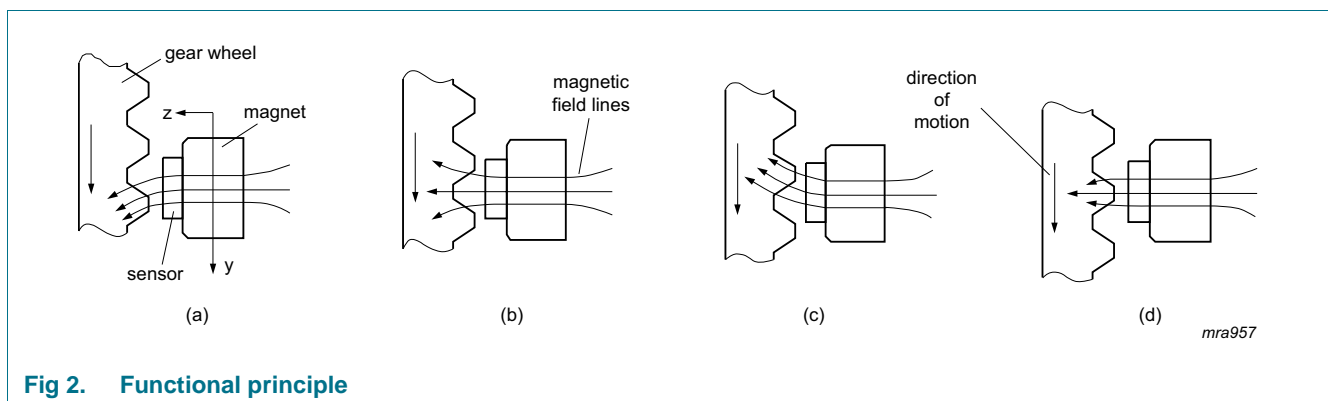 gear wheel
z
magnet
sensor
y
(a)
magnetic
field lines
(b)
(c)
direction
of
motion
(d)
mra957
Fig 2. Functional principle